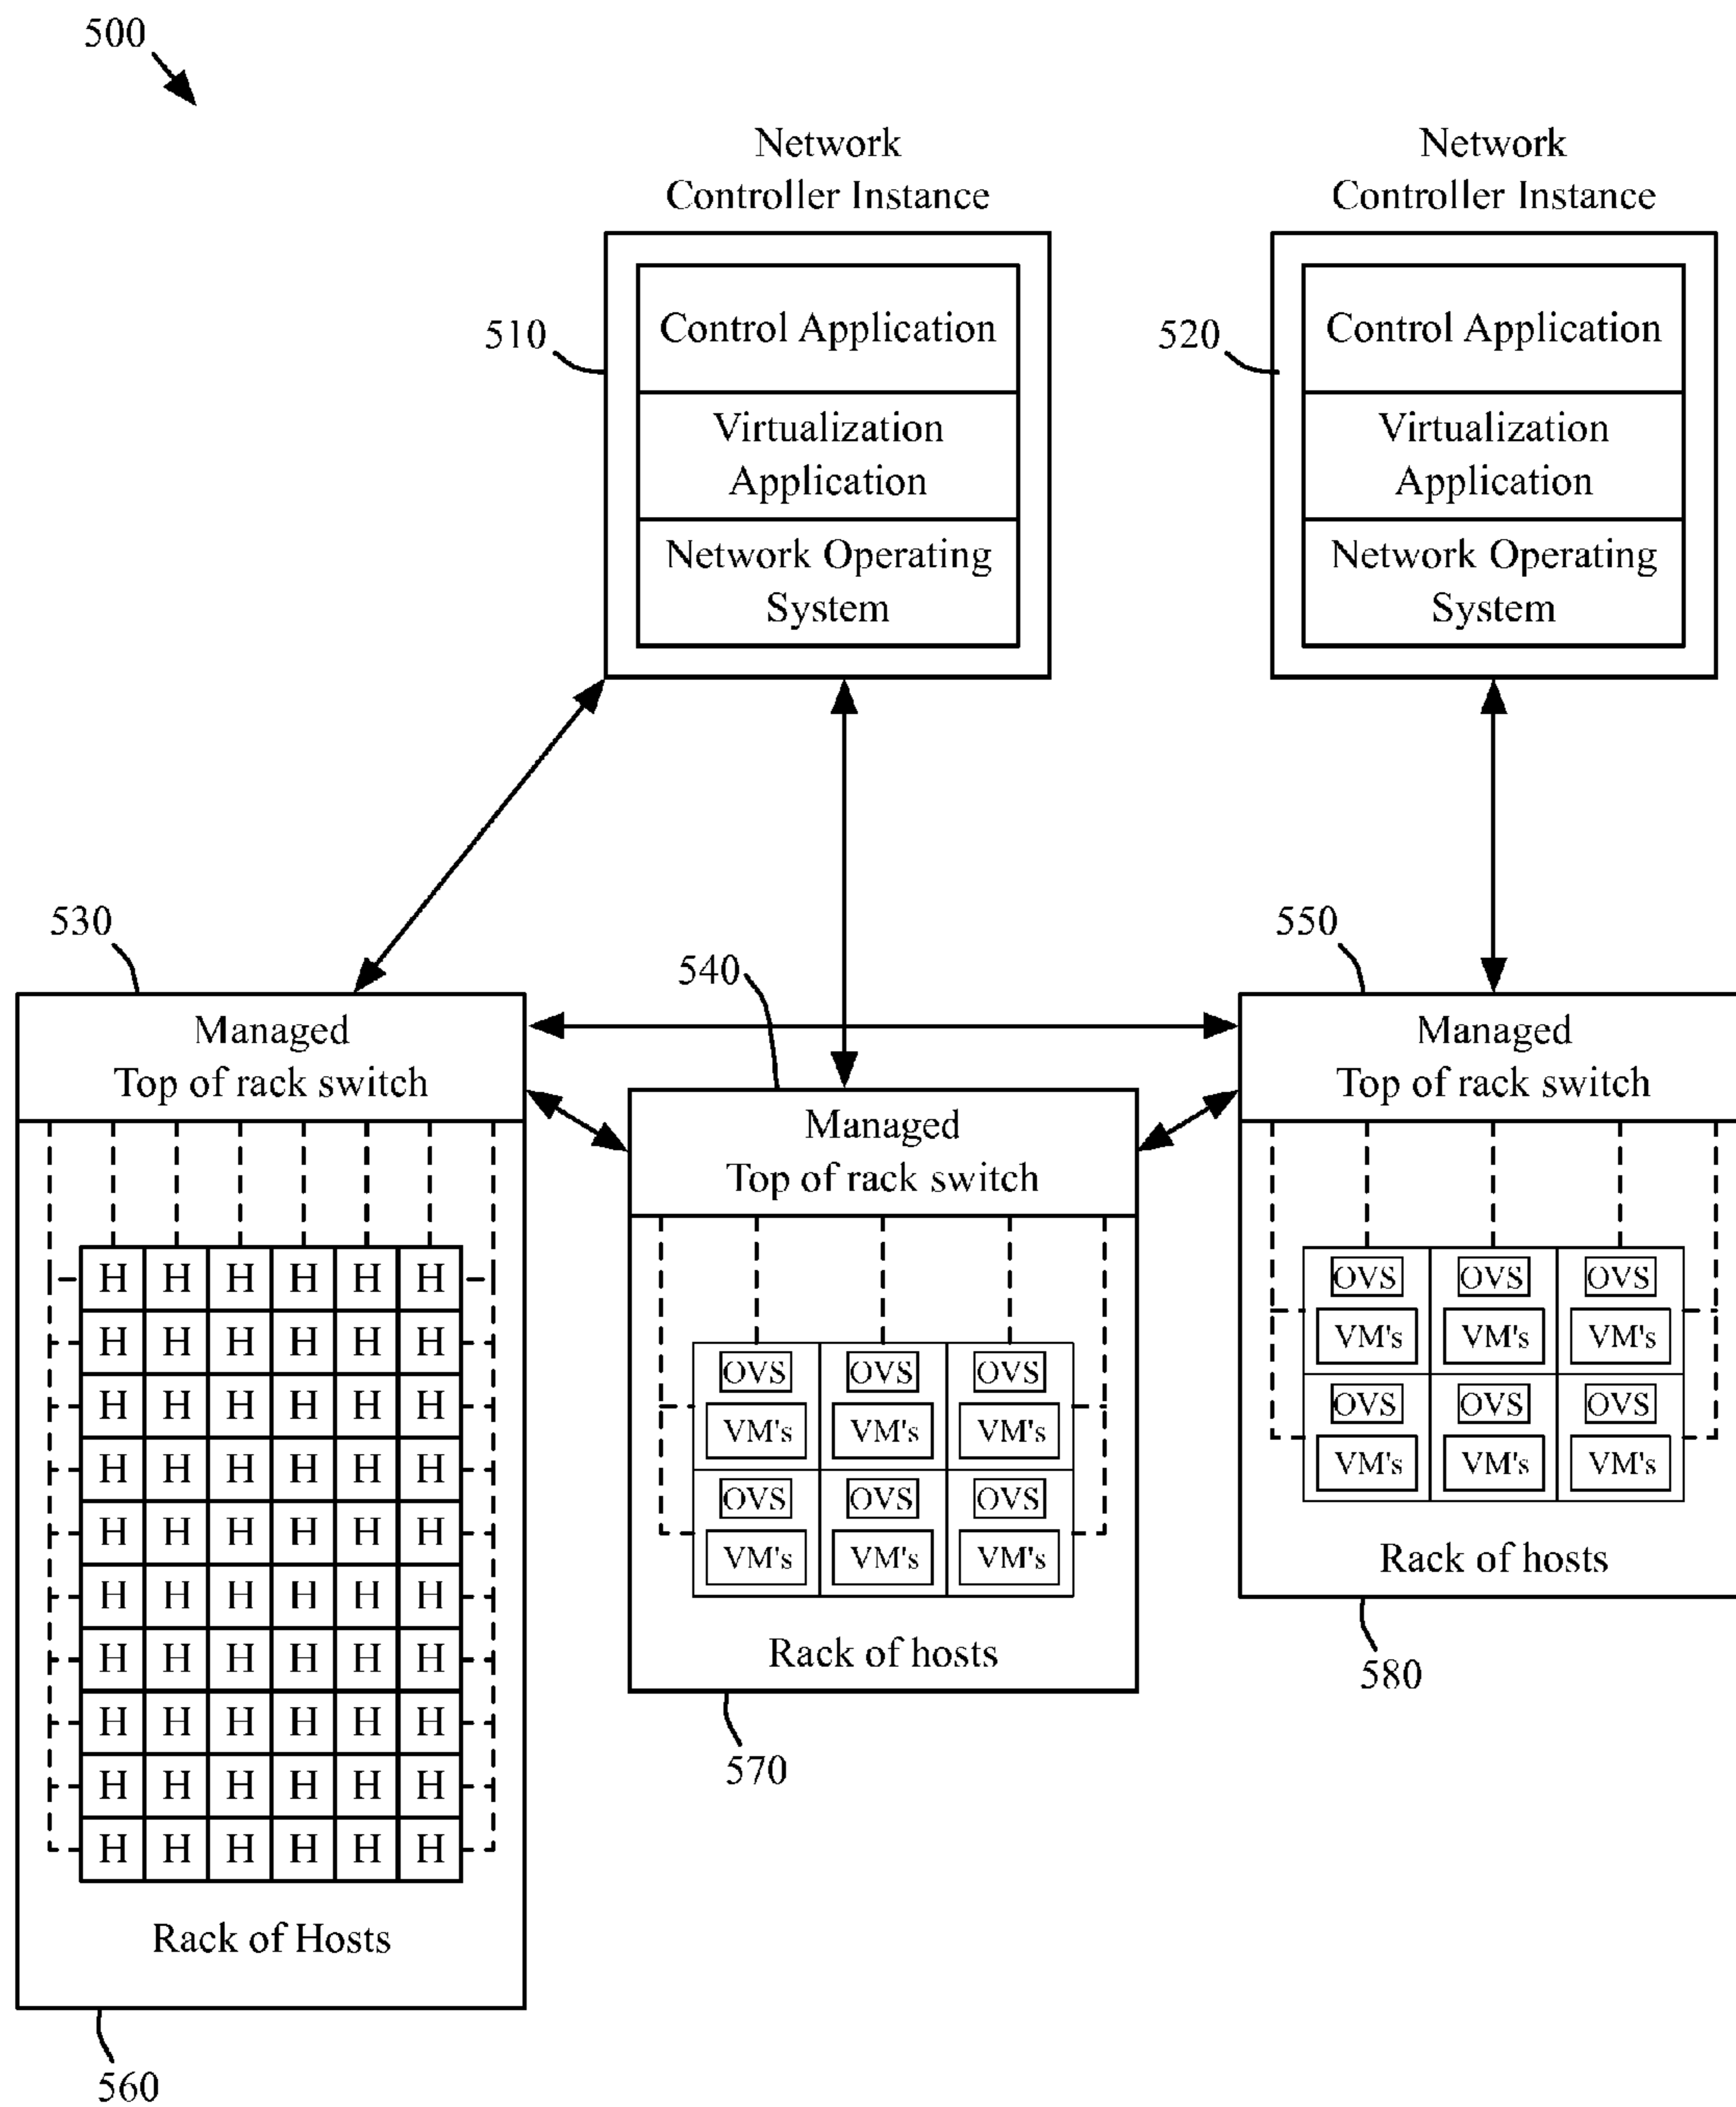 500
Network
Controller Instance
Network
Controller Instance
510
Control Application
Virtualization
Application
Network Operating
System
520
Control Application
Virtualization
Application
Network Operating
System
530
Managed
Top of rack switch
H H H H H H
H H H H H H
H H H H H H
H H H H H H
H H H H H H
H H H H H H
H H H H H H
H H H H H H
H H H H H H
H H H H H H
Rack of Hosts
560
540
Managed
Top of rack switch
OVS OVS OVS
VM's VM's VM's
OVS OVS OVS
VM's VM's VM's
Rack of hosts
570
550
Managed
Top of rack switch
OVS OVS OVS
VM's VM's VM's
OVS OVS OVS
VM's VM's VM's
Rack of hosts
580